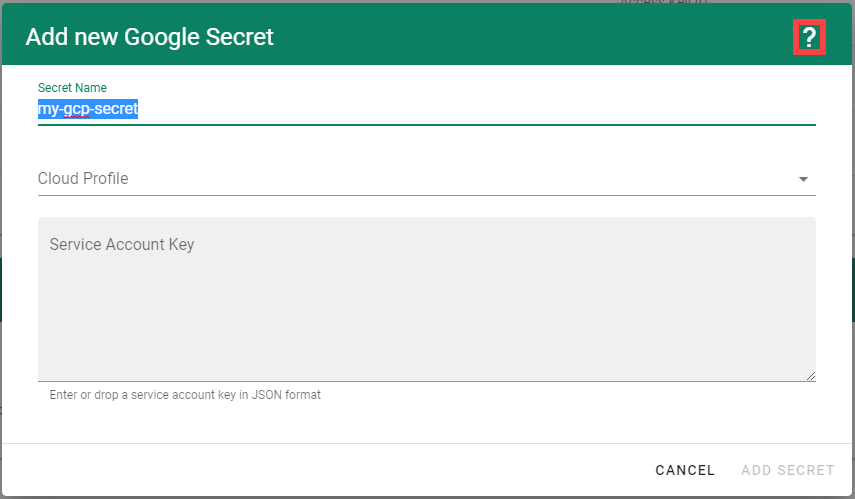 Add new Google Secret ?
Secret Name
my-gcp-secret
Cloud Profile
Service Account Key
Enter or drop a service account key in JSON format
CANCEL ADD SECRET